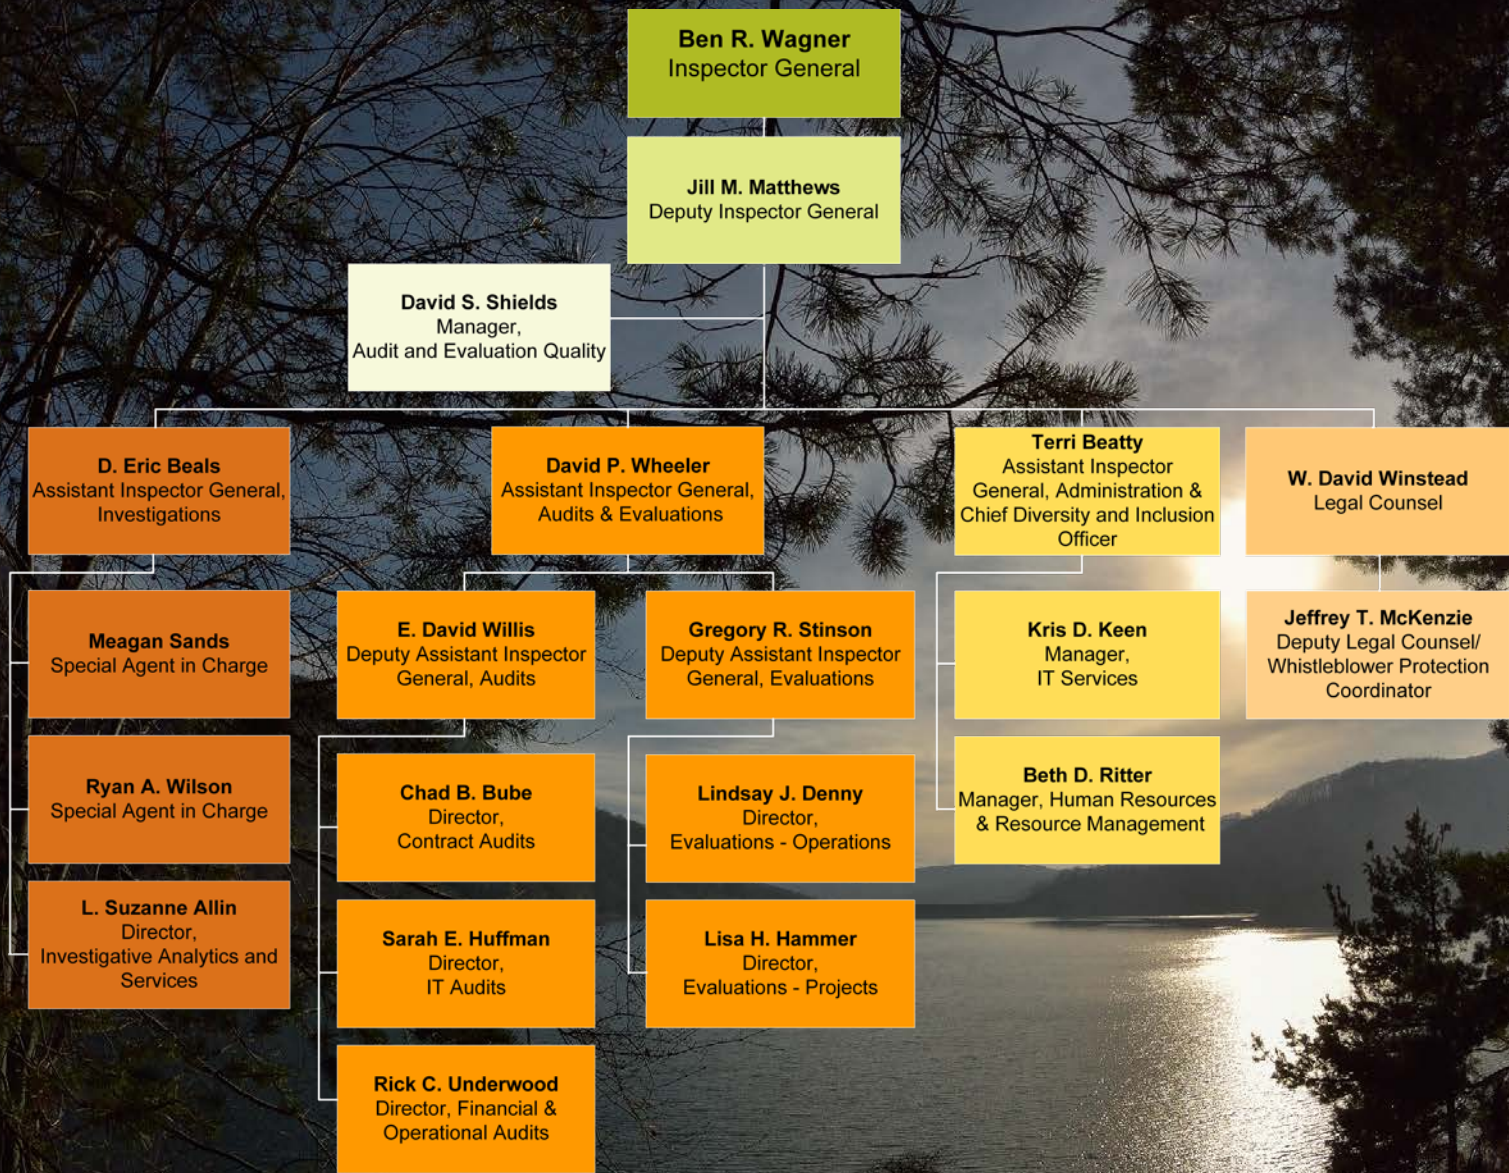 Ben R. Wagner
Inspector General
Jill M. Matthews
Deputy Inspector General
David S. Shields
Manager,
Audit and Evaluation Quality
D. Eric Beals
Assistant Inspector General,
Investigations
David P. Wheeler
Assistant Inspector General,
Audits & Evaluations
Terri Beatty
Assistant Inspector
General, Administration &
Chief Diversity and Inclusion
Officer
W. David Winstead
Legal Counsel
Meagan Sands
Special Agent in Charge
E. David Willis
Deputy Assistant Inspector
General, Audits
Gregory R. Stinson
Deputy Assistant Inspector
General, Evaluations
Kris D. Keen
Manager,
IT Services
Jeffrey T. McKenzie
Deputy Legal Counsel/
Whistleblower Protection
Coordinator
Ryan A. Wilson
Special Agent in Charge
Chad B. Bube
Director,
Contract Audits
Lindsay J. Denny
Director,
Evaluations - Operations
Beth D. Ritter
Manager, Human Resources
& Resource Management
L. Suzanne Allin
Director,
Investigative Analytics and
Services
Sarah E. Huffman
Director,
IT Audits
Lisa H. Hammer
Director,
Evaluations - Projects
Rick C. Underwood
Director, Financial &
Operational Audits